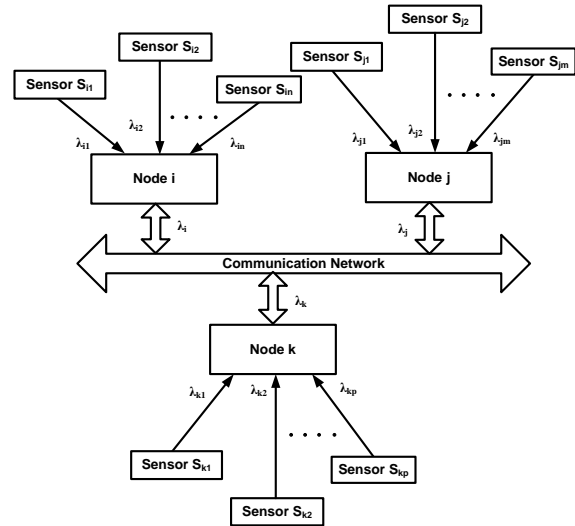 Sensor S_j2
Sensor S_i2
Sensor S_j1
Sensor S_jm
Sensor S_i1
Sensor S_in
. . . .
. . . .
λ_i1
λ_i2
λ_in
λ_j1
λ_j2
λ_jm
Node i
Node j
λ_i
λ_j
Communication Network
λ_k
Node k
λ_k1
λ_k2
λ_kp
. . . .
Sensor S_k1
Sensor S_kp
Sensor S_k2